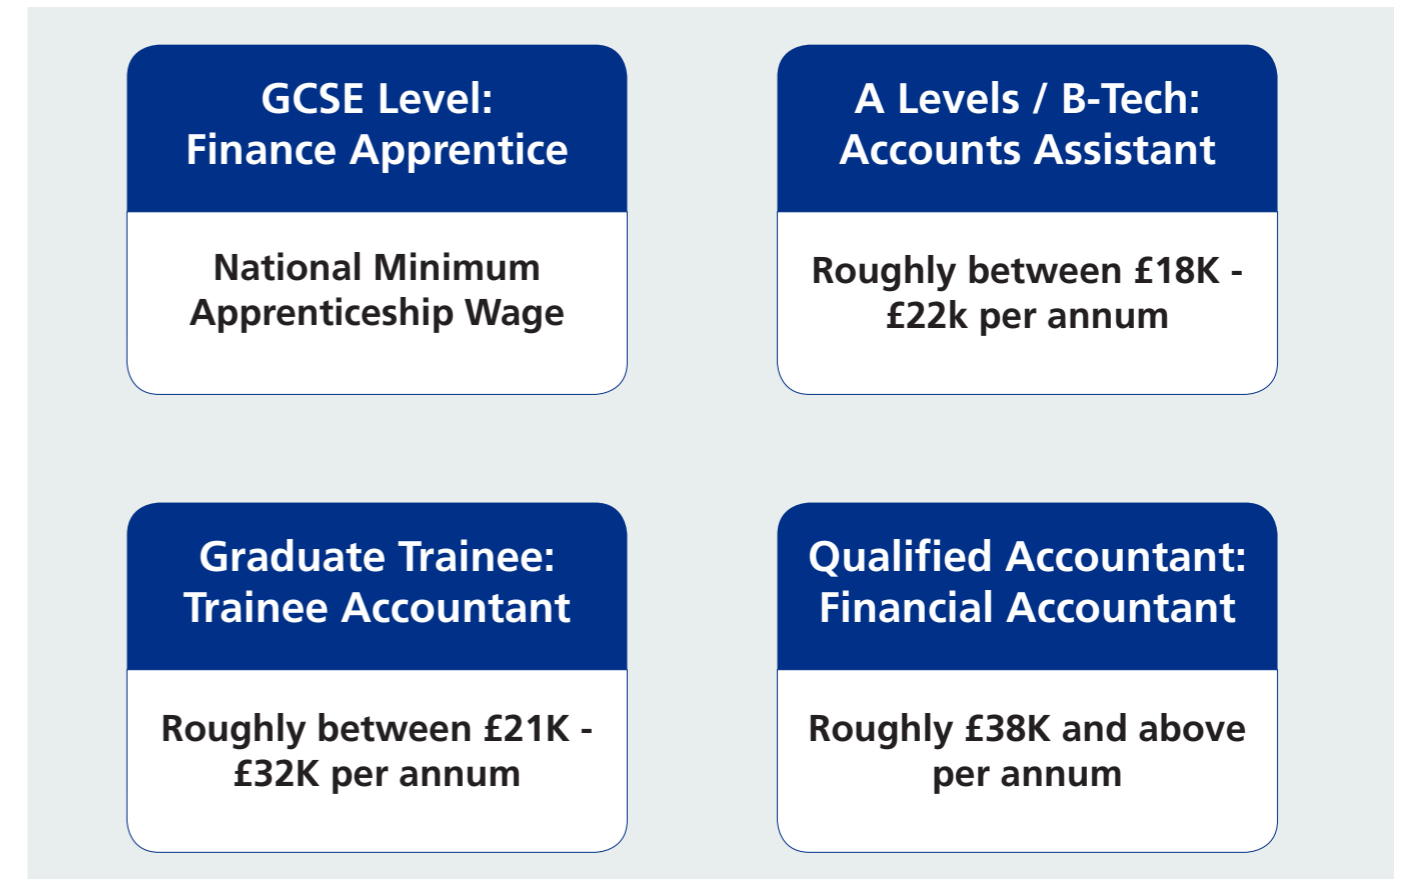 GCSE Level:
Finance Apprentice
National Minimum
Apprenticeship Wage
A Levels / B-Tech:
Accounts Assistant
Roughly between £18K -
£22k per annum
Graduate Trainee:
Trainee Accountant
Roughly between £21K -
£32K per annum
Qualified Accountant:
Financial Accountant
Roughly £38K and above
per annum